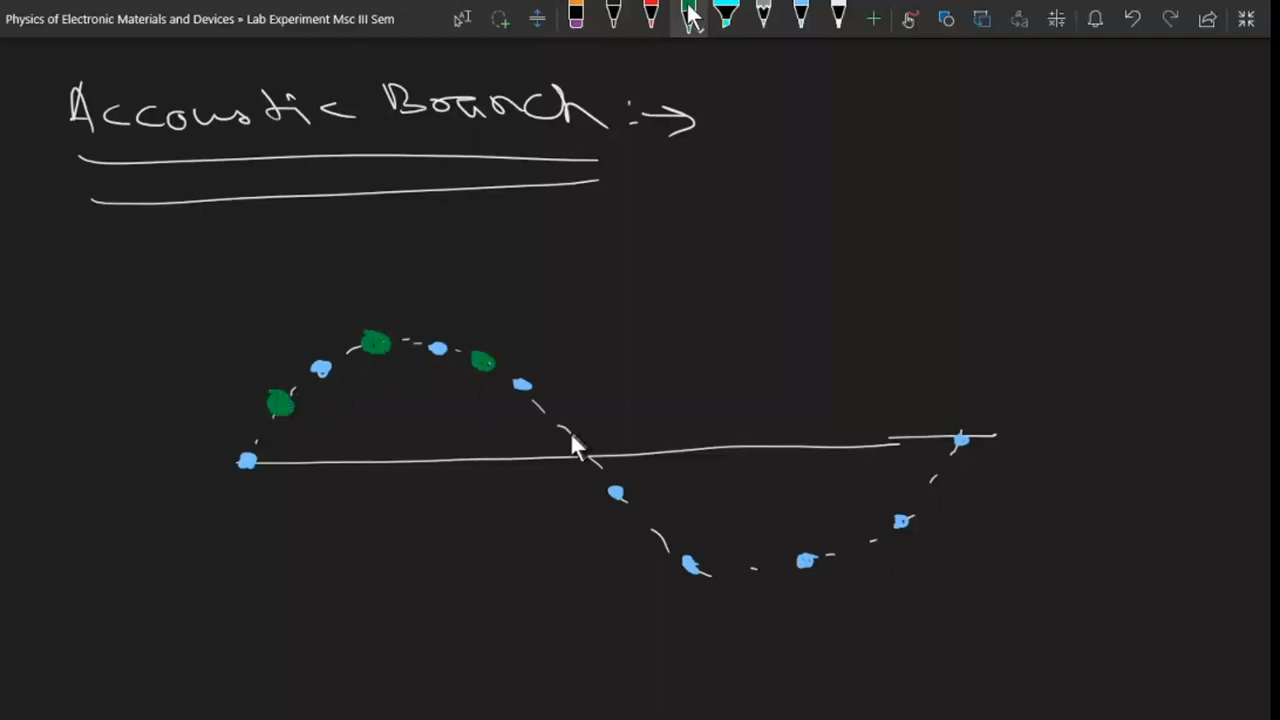 Physics of Electronic Materials and Devices » Lab Experiment Msc III Sem
Accoustic Branch :→